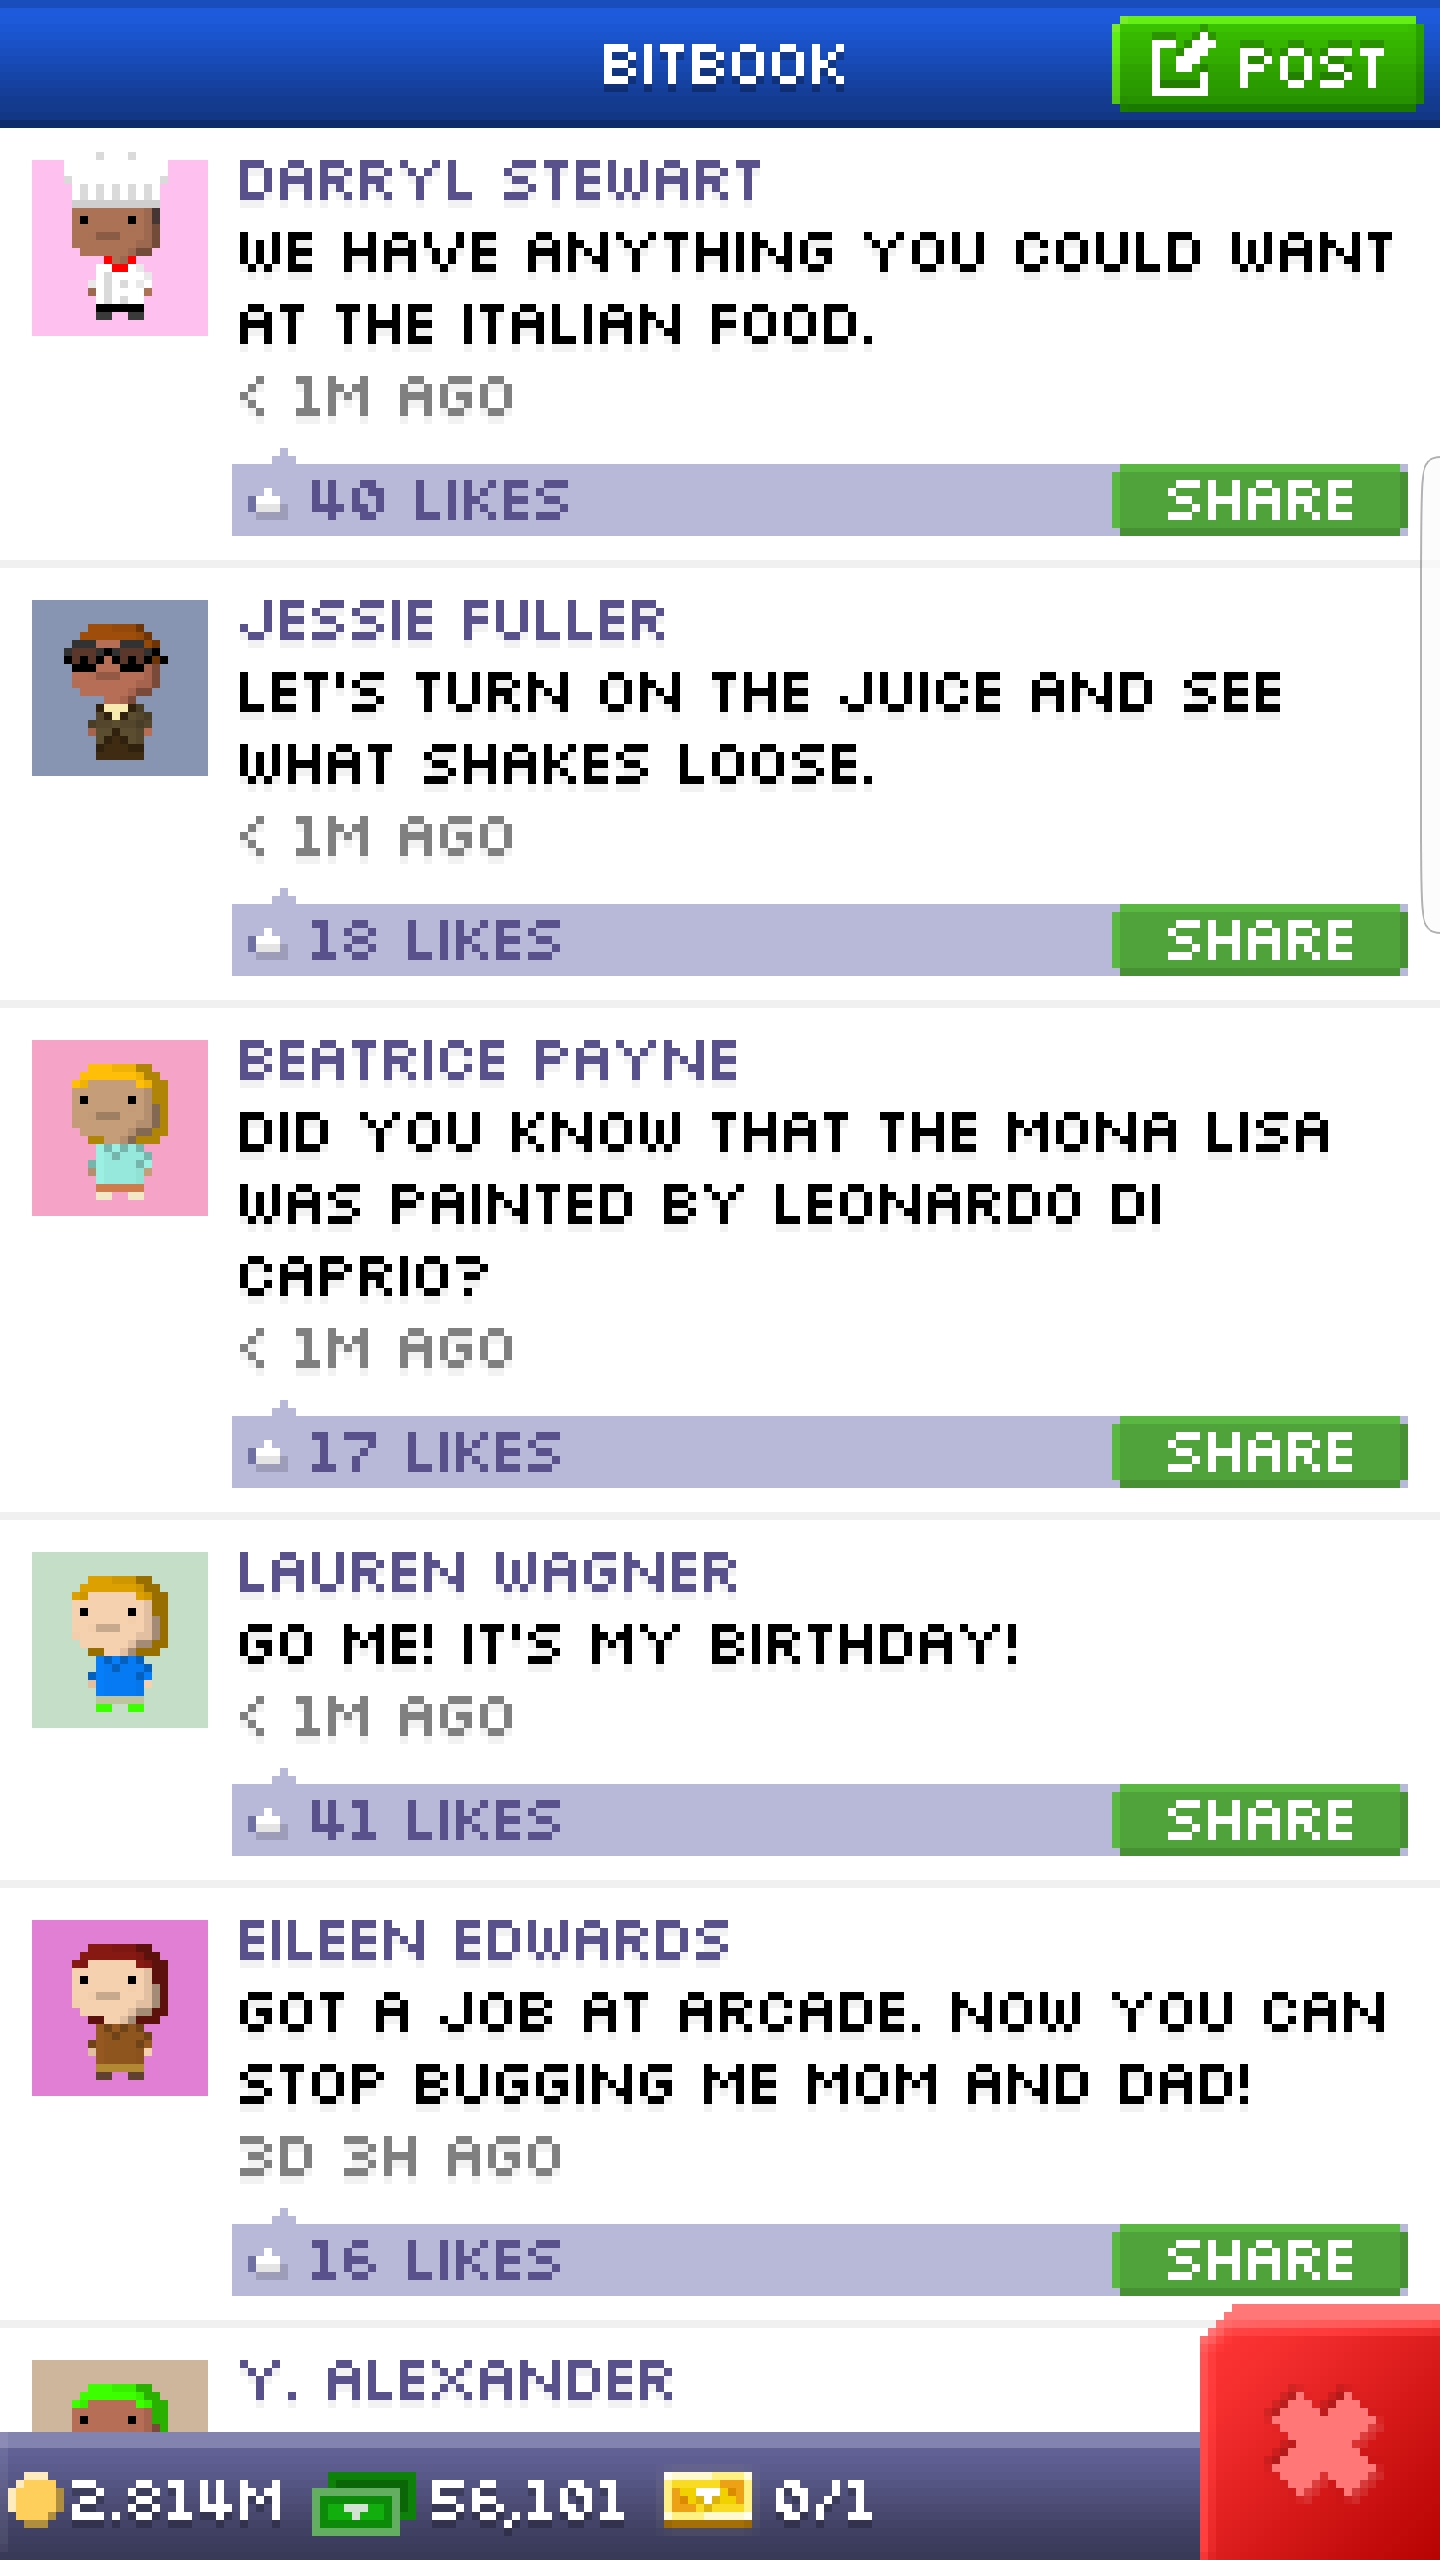 BITBOOK
POST
DARRYL STEWART
WE HAVE ANYTHING YOU COULD WANT
AT THE ITALIAN FOOD.
< 1M AGO
40 LIKES
SHARE
JESSIE FULLER
LET'S TURN ON THE JUICE AND SEE
WHAT SHAKES LOOSE.
< 1M AGO
18 LIKES
SHARE
BEATRICE PAYNE
DID YOU KNOW THAT THE MONA LISA
WAS PAINTED BY LEONARDO DI
CAPRIO?
< 1M AGO
17 LIKES
SHARE
LAUREN WAGNER
GO ME! IT'S MY BIRTHDAY!
< 1M AGO
41 LIKES
SHARE
EILEEN EDWARDS
GOT A JOB AT ARCADE. NOW YOU CAN
STOP BUGGING ME MOM AND DAD!
3D 3H AGO
16 LIKES
SHARE
Y. ALEXANDER
2.814M 56,101 0/1